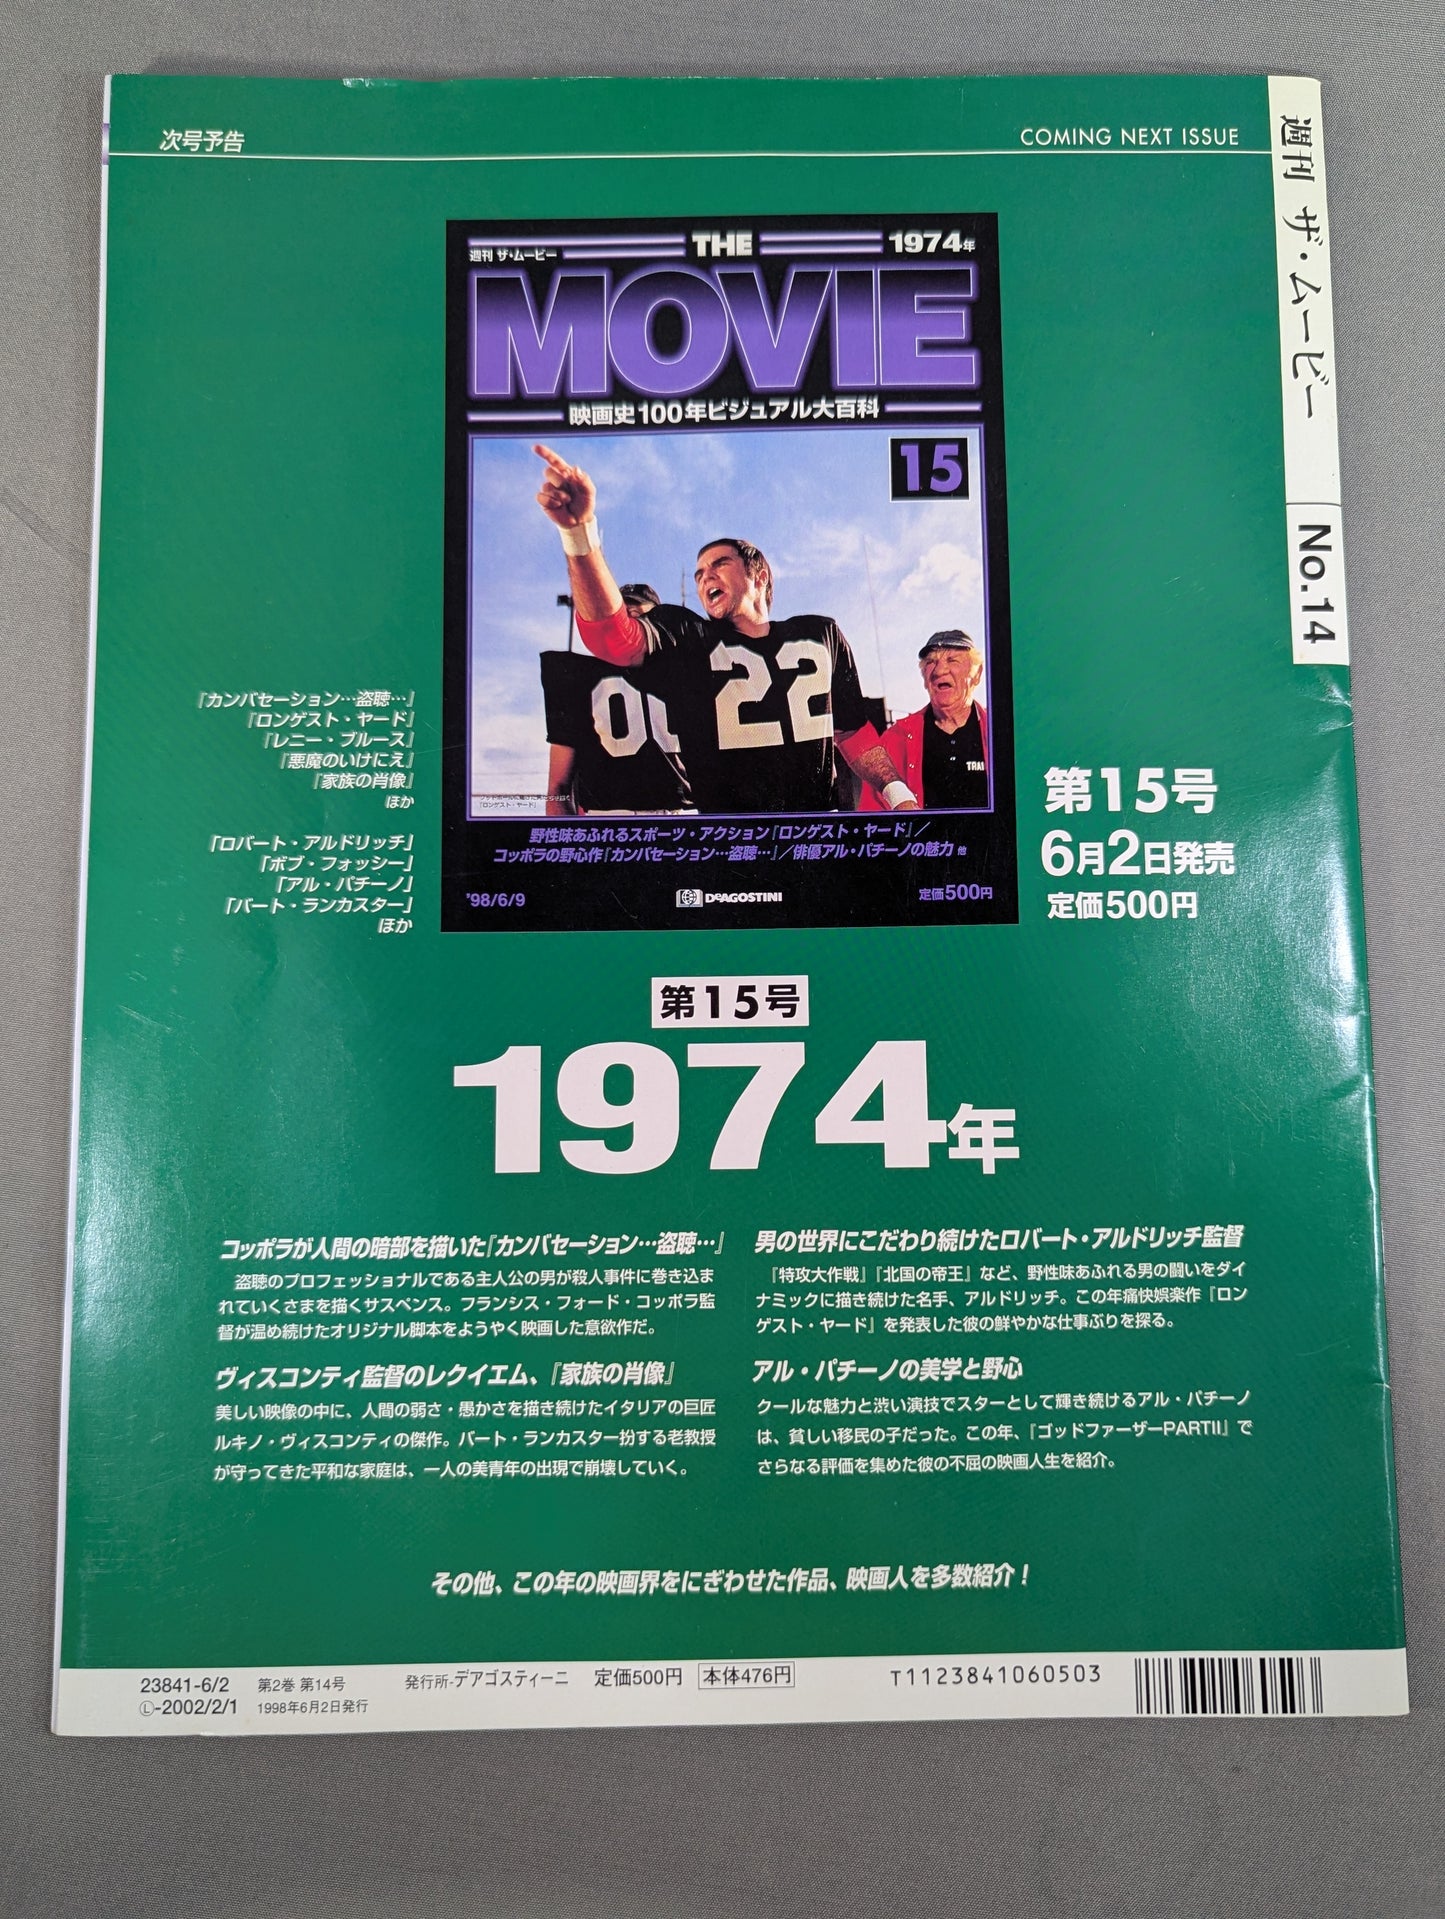 次号予告
COMING NEXT ISSUE
週刊 ザ・ムービー No.14
週刊 ザ・ムービー
THE
1974年
MOVIE
映画史100年ビジュアル大百科
15
00
22
TRAI
『ロンゲスト・ヤード』
野性味あふれるスポーツ・アクション『ロンゲスト・ヤード』／
コッポラの野心作『カンバセーション…盗聴…』／俳優アル・パチーノの魅力 他
'98/6/9
DeAGOSTINI
定価500円
『カンバセーション…盗聴…』
『ロンゲスト・ヤード』
『レニー・ブルース』
『悪魔のいけにえ』
『家族の肖像』
ほか
「ロバート・アルドリッチ」
「ボブ・フォッシー」
「アル・パチーノ」
「バート・ランカスター」
ほか
第15号
6月2日発売
定価500円
第15号
1974年
コッポラが人間の暗部を描いた『カンバセーション…盗聴…』
盗聴のプロフェッショナルである主人公の男が殺人事件に巻き込ま
れていくさまを描くサスペンス。フランシス・フォード・コッポラ監
督が温め続けたオリジナル脚本をようやく映画した意欲作だ。
ヴィスコンティ監督のレクイエム、『家族の肖像』
美しい映像の中に、人間の弱さ・愚かさを描き続けたイタリアの巨匠
ルキノ・ヴィスコンティの傑作。バート・ランカスター扮する老教授
が守ってきた平和な家庭は、一人の美青年の出現で崩壊していく。
男の世界にこだわり続けたロバート・アルドリッチ監督
『特攻大作戦』『北国の帝王』など、野性味あふれる男の闘いをダイ
ナミックに描き続けた名手、アルドリッチ。この年痛快娯楽作『ロン
ゲスト・ヤード』を発表した彼の鮮やかな仕事ぶりを探る。
アル・パチーノの美学と野心
クールな魅力と渋い演技でスターとして輝き続けるアル・パチーノ
は、貧しい移民の子だった。この年、『ゴッドファーザーPARTII』で
さらなる評価を集めた彼の不屈の映画人生を紹介。
その他、この年の映画界をにぎわせた作品、映画人を多数紹介！
23841-6/2
Ⓛ-2002/2/1
第2巻 第14号
1998年6月2日発行
発行所-デアゴスティーニ 定価500円 本体476円
T1123841060503